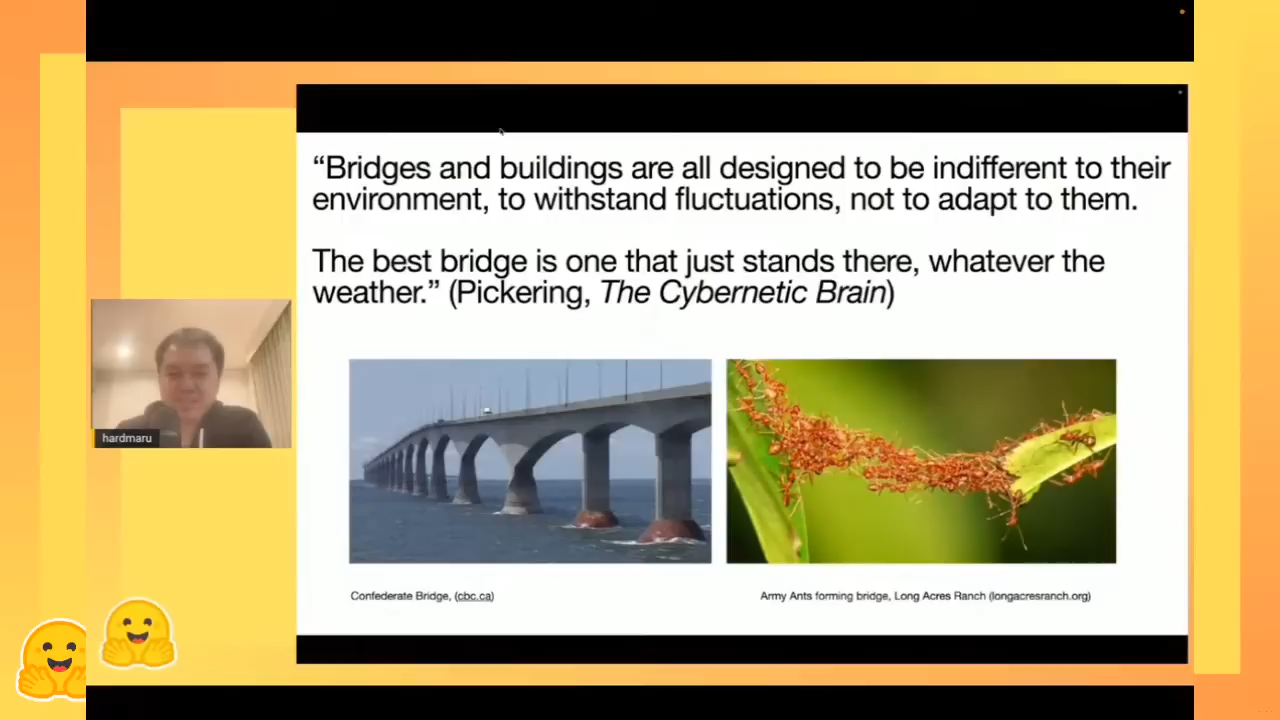 “Bridges and buildings are all designed to be indifferent to their
environment, to withstand fluctuations, not to adapt to them.
The best bridge is one that just stands there, whatever the
weather.” (Pickering, The Cybernetic Brain)
hardmaru
Confederate Bridge, (cbc.ca)
Army Ants forming bridge, Long Acres Ranch (longacresranch.org)